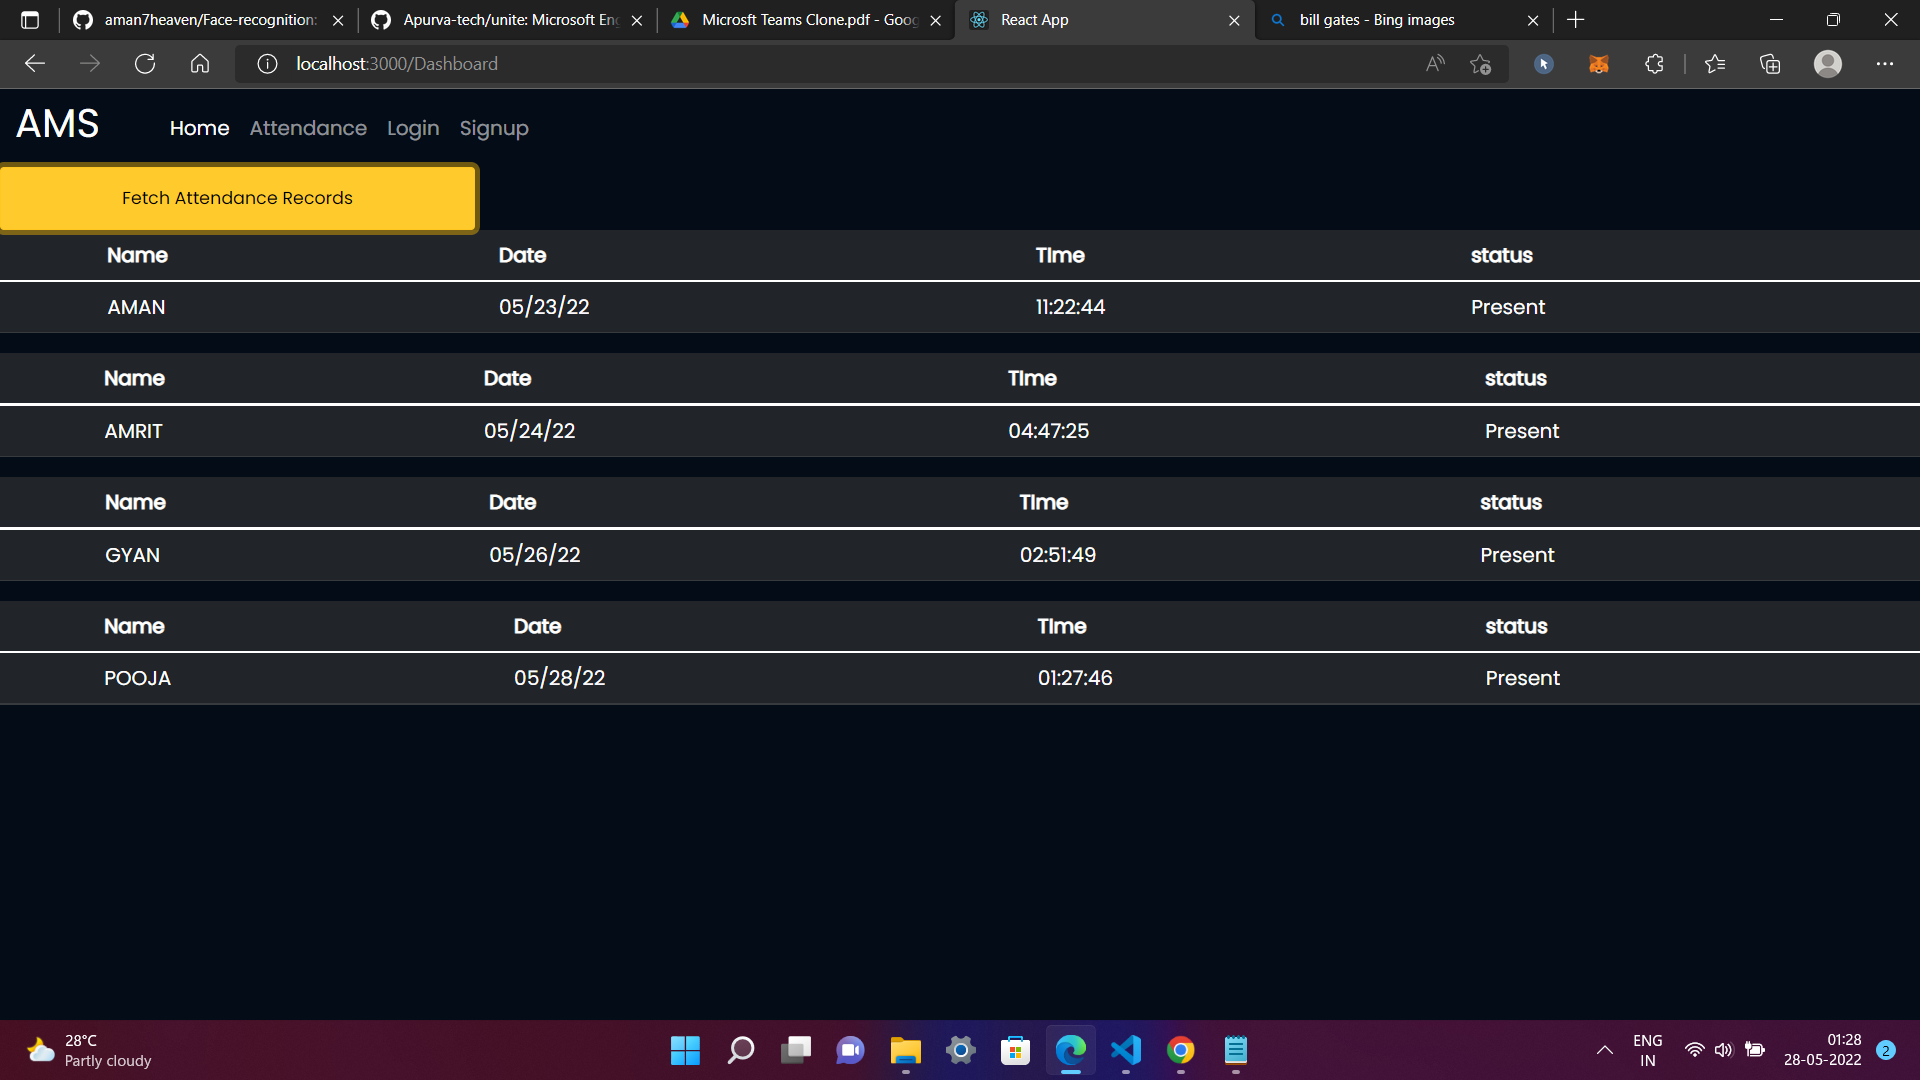 aman7heaven/Face-recognition:
Apurva-tech/unite: Microsoft Eng
Microsft Teams Clone.pdf - Goog
React App
bill gates - Bing images
localhost:3000/Dashboard
AMS Home Attendance Login Signup
Fetch Attendance Records
Name Date Time status
AMAN 05/23/22 11:22:44 Present
Name Date Time status
AMRIT 05/24/22 04:47:25 Present
Name Date Time status
GYAN 05/26/22 02:51:49 Present
Name Date Time status
POOJA 05/28/22 01:27:46 Present
28°C
Partly cloudy
ENG
IN
01:28
28-05-2022
2